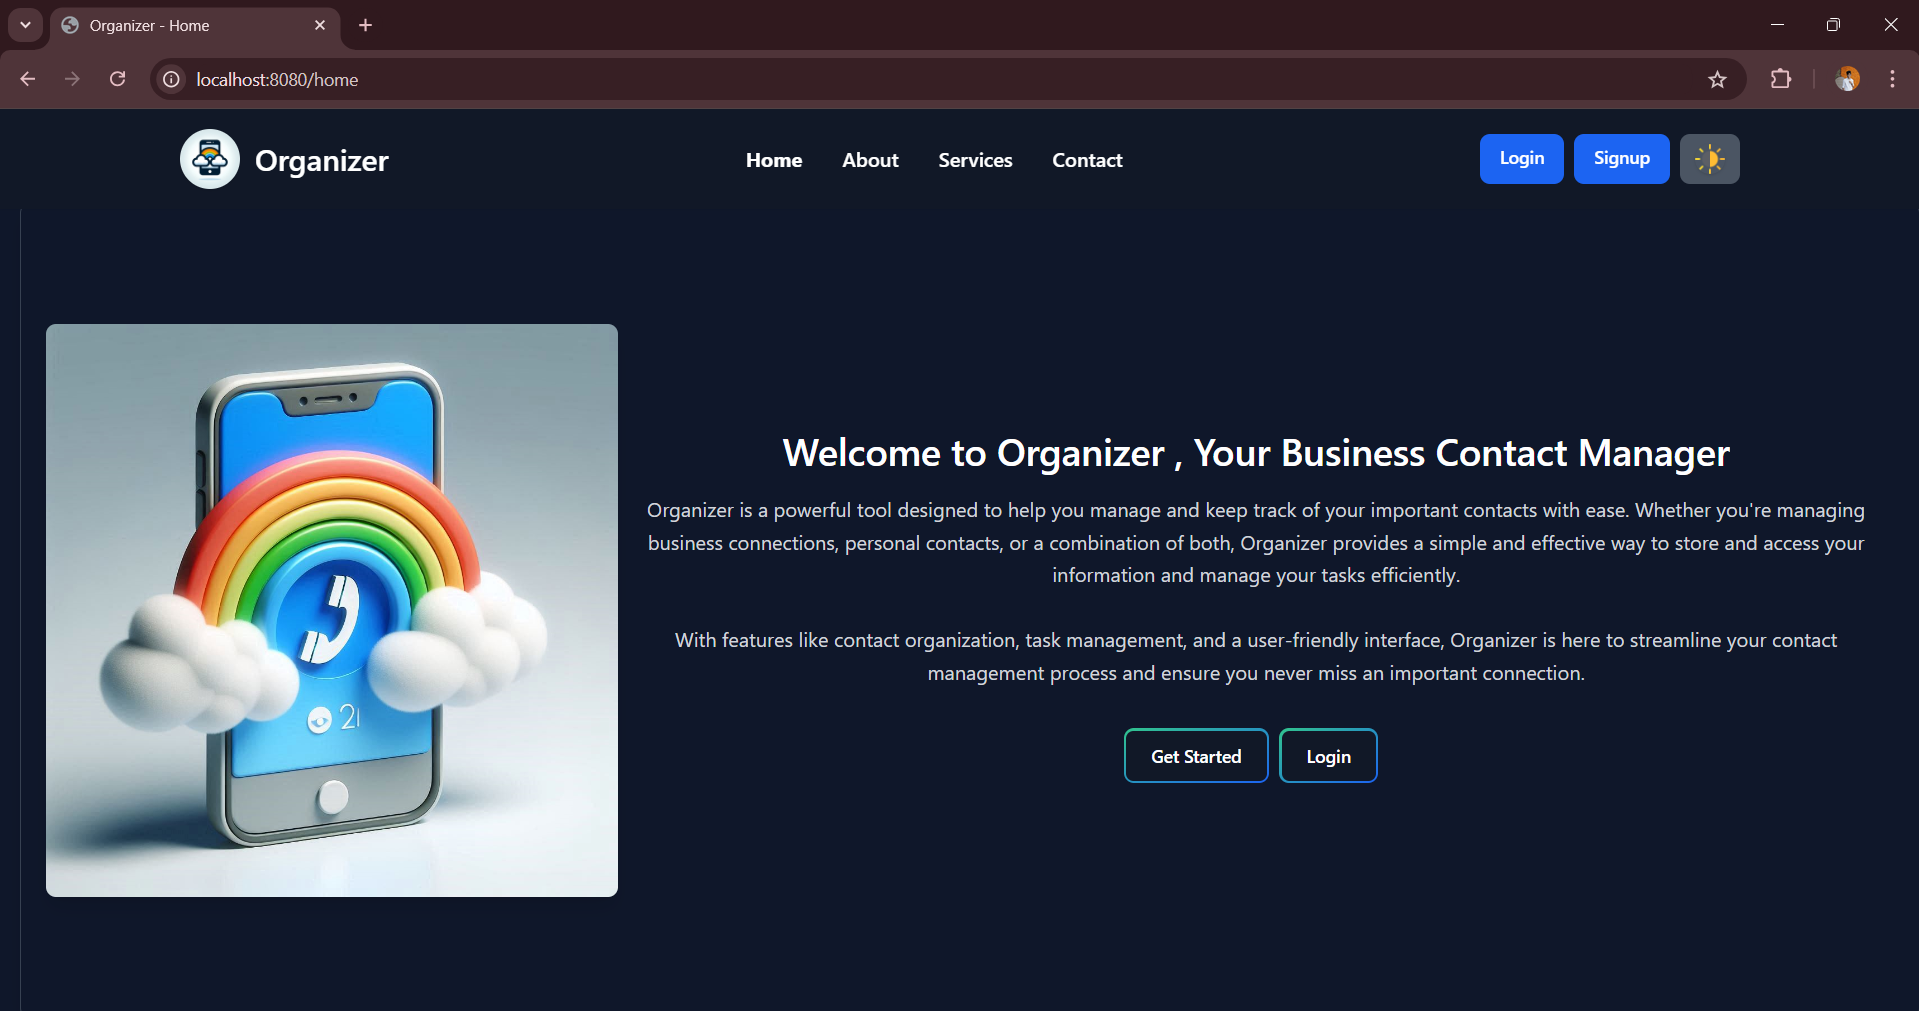 Organizer - Home
localhost:8080/home
Organizer
Home
About
Services
Contact
Login
Signup
21
Welcome to Organizer , Your Business Contact Manager
Organizer is a powerful tool designed to help you manage and keep track of your important contacts with ease. Whether you're managing
business connections, personal contacts, or a combination of both, Organizer provides a simple and effective way to store and access your
information and manage your tasks efficiently.
With features like contact organization, task management, and a user-friendly interface, Organizer is here to streamline your contact
management process and ensure you never miss an important connection.
Get Started
Login